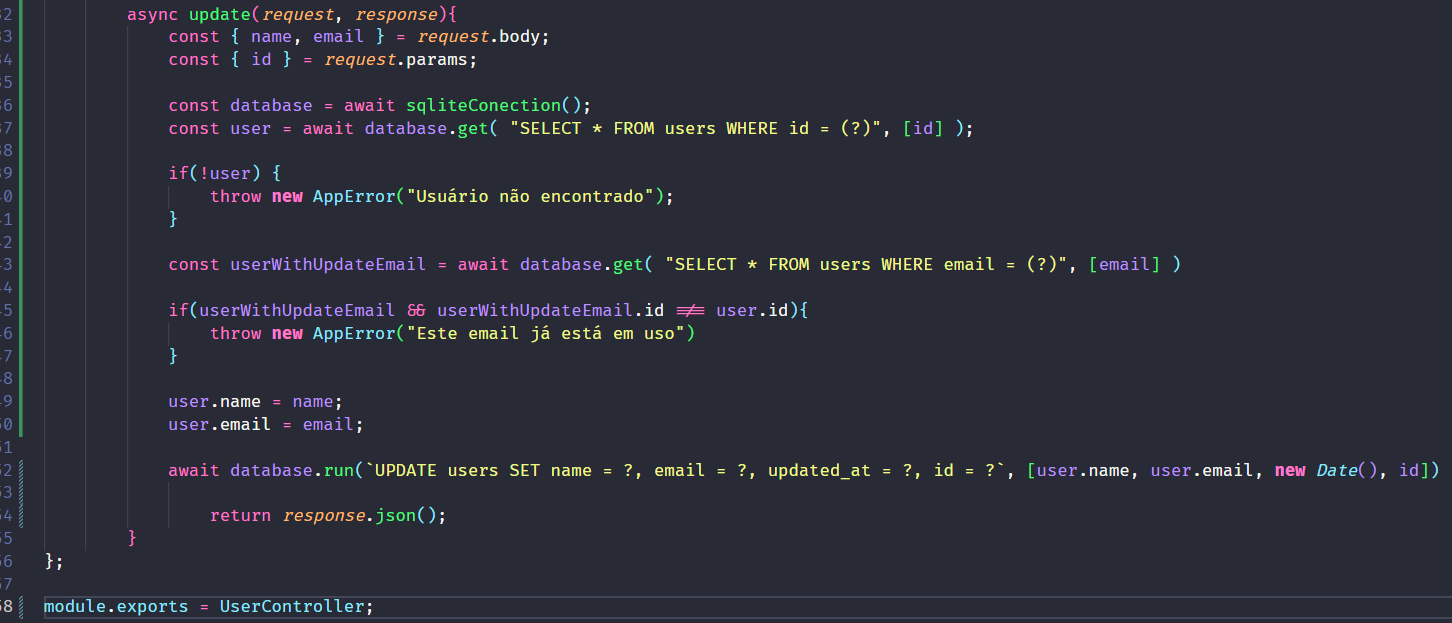 32 async update(request, response){
33 const { name, email } = request.body;
34 const { id } = request.params;
35
36 const database = await sqliteConection();
37 const user = await database.get( "SELECT * FROM users WHERE id = (?)", [id] );
38
39 if(!user) {
40 throw new AppError("Usuário não encontrado");
41 }
42
43 const userWithUpdateEmail = await database.get( "SELECT * FROM users WHERE email = (?)", [email] )
44
45 if(userWithUpdateEmail && userWithUpdateEmail.id !== user.id){
46 throw new AppError("Este email já está em uso")
47 }
48
49 user.name = name;
50 user.email = email;
51
52 await database.run(`UPDATE users SET name = ?, email = ?, updated_at = ?, id = ?`, [user.name, user.email, new Date(), id])
53
54 return response.json();
55 }
56 };
57
58 module.exports = UserController;